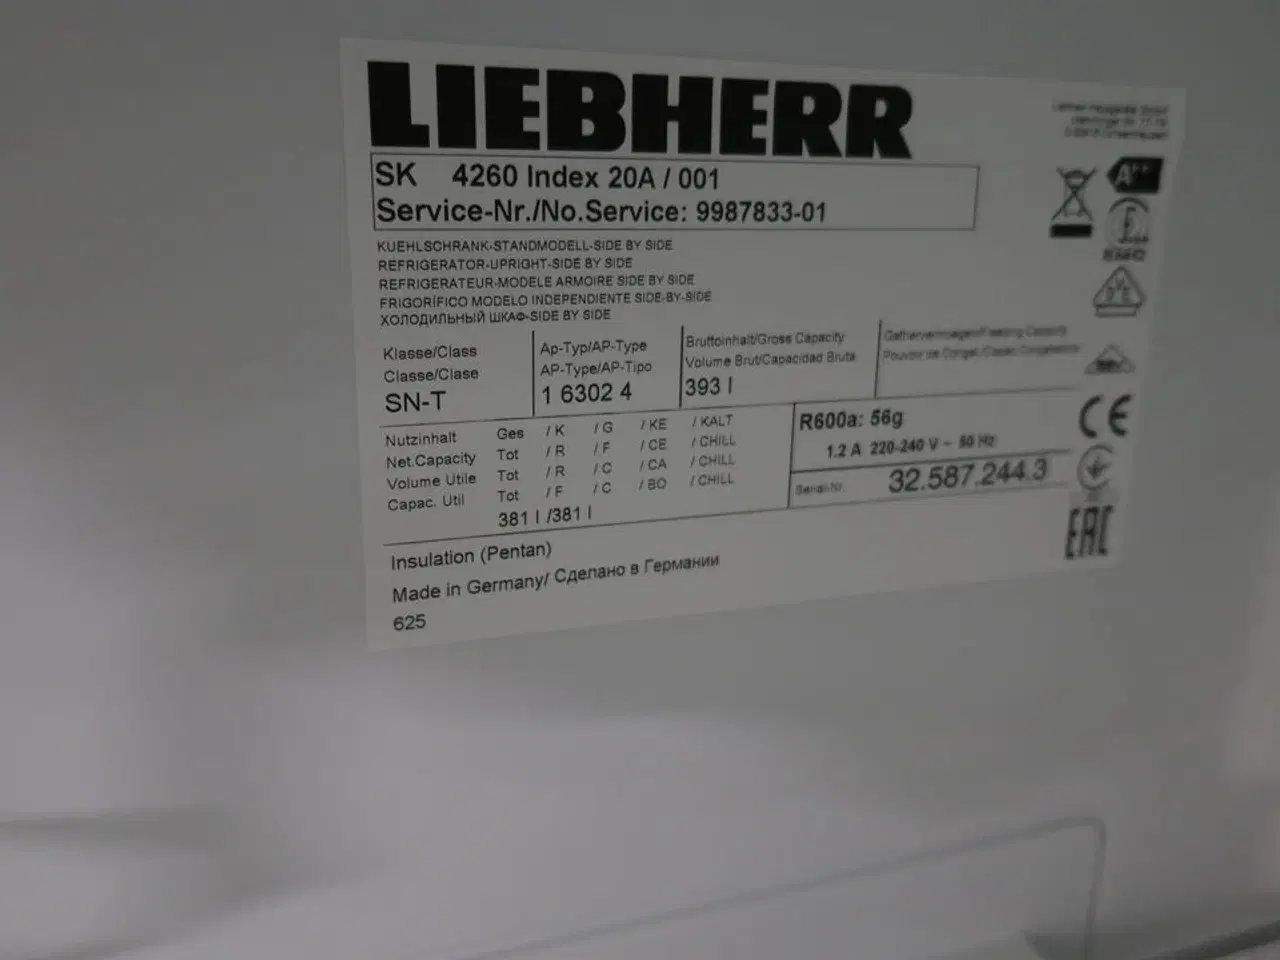 LIEBHERR
SK 4260 Index 20A / 001
Service-Nr./No.Service: 9987833-01
A++
KUEHLSCHRANK-STANDMODELL-SIDE BY SIDE
REFRIGERATOR-UPRIGHT-SIDE BY SIDE
REFRIGERATEUR-MODELE ARMOIRE SIDE BY SIDE
FRIGORÍFICO MODELO INDEPENDIENTE SIDE-BY-SIDE
ХОЛОДИЛЬНЫЙ ШКАФ-SIDE BY SIDE
Klasse/Class
Classe/Clase
SN-T
Ap-Typ/AP-Type
AP-Type/AP-Tipo
1 6302 4
Bruttoinhalt/Gross Capacity
Volume Brut/Capacidad Bruta
393 l
Nutzinhalt Ges / K / G / KE / KALT
Net.Capacity Tot / R / F / CE / CHILL
Volume Utile Tot / R / C / CA / CHILL
Capac. Util Tot / F / C / BO / CHILL
381 l /381 l
R600a: 56g
1.2 A 220-240 V ~ 50 Hz
Serial-Nr. 32.587.244.3
CE
EAC
Insulation (Pentan)
Made in Germany/ Сделано в Германии
625